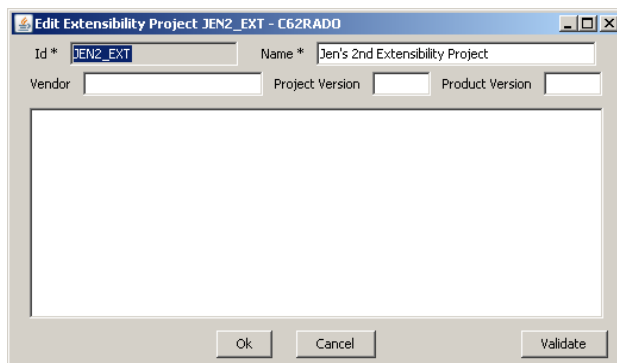 Edit Extensibility Project JEN2_EXT - C62RADO
Id * JEN2_EXT Name * Jen's 2nd Extensibility Project
Vendor Project Version Product Version
Ok Cancel Validate